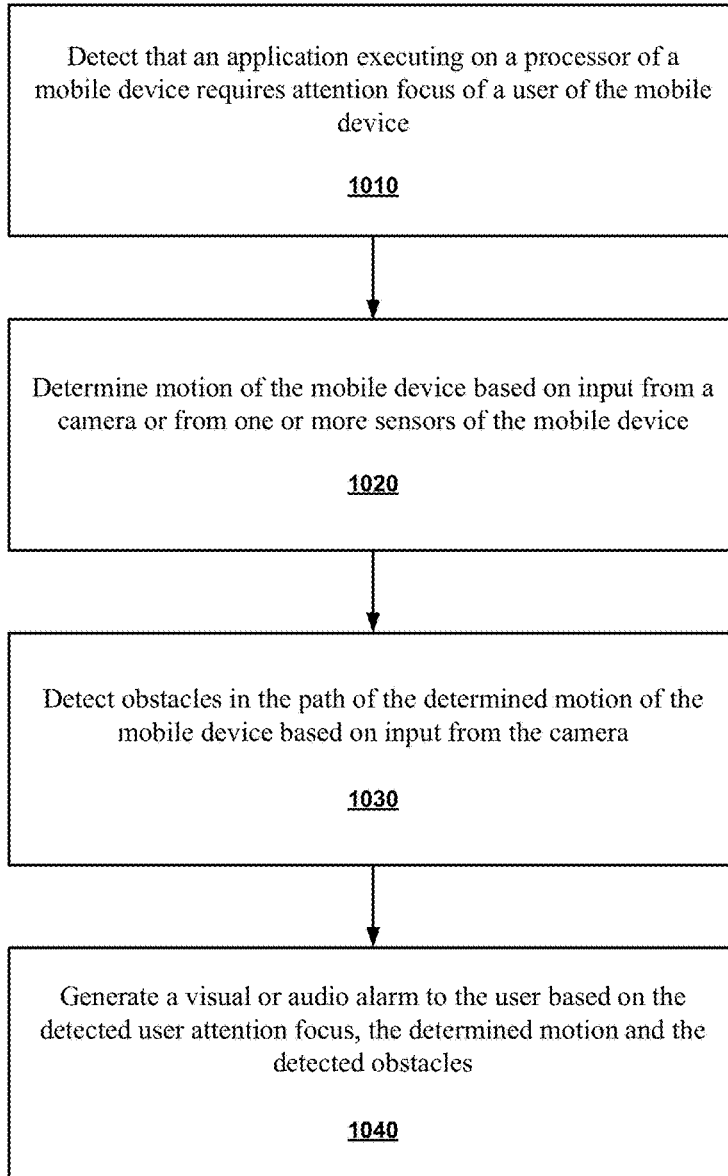 Detect that an application executing on a processor of a
mobile device requires attention focus of a user of the mobile
device
1010
Determine motion of the mobile device based on input from a
camera or from one or more sensors of the mobile device
1020
Detect obstacles in the path of the determined motion of the
mobile device based on input from the camera
1030
Generate a visual or audio alarm to the user based on the
detected user attention focus, the determined motion and the
detected obstacles
1040